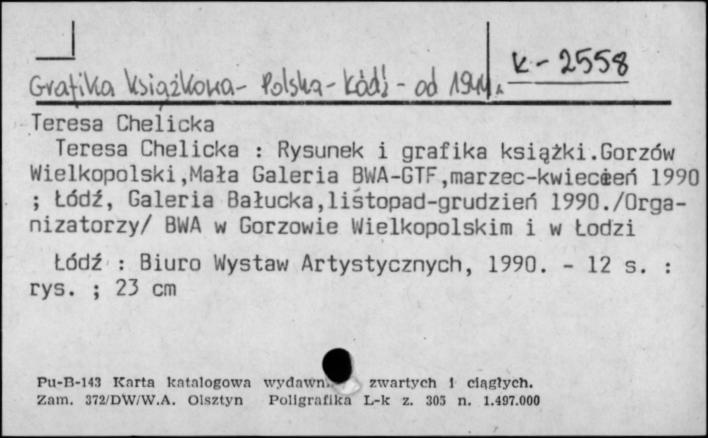 K-2558
Grafika książkowa - Polska - Łódź - od 1944 r.
Teresa Chelicka
Teresa Chelicka : Rysunek i grafika książki.Gorzów
Wielkopolski,Mała Galeria BWA-GTF,marzec-kwiecień 1990
; Łódź, Galeria Bałucka,listopad-grudzień 1990./Orga-
nizatorzy/ BWA w Gorzowie Wielkopolskim i w Łodzi
Łódź : Biuro Wystaw Artystycznych, 1990. - 12 s. :
rys. ; 23 cm
Pu-B-143 Karta katalogowa wydawn. zwartych i ciągłych.
Zam. 372/DW/W.A. Olsztyn Poligrafika L-k z. 305 n. 1.497.000